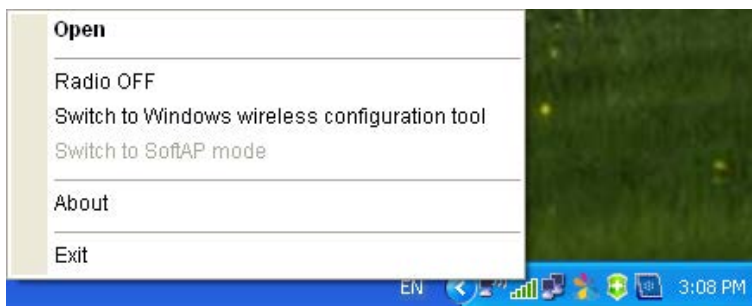 Open
Radio OFF
Switch to Windows wireless configuration tool
Switch to SoftAP mode
About
Exit
EN 3:08 PM